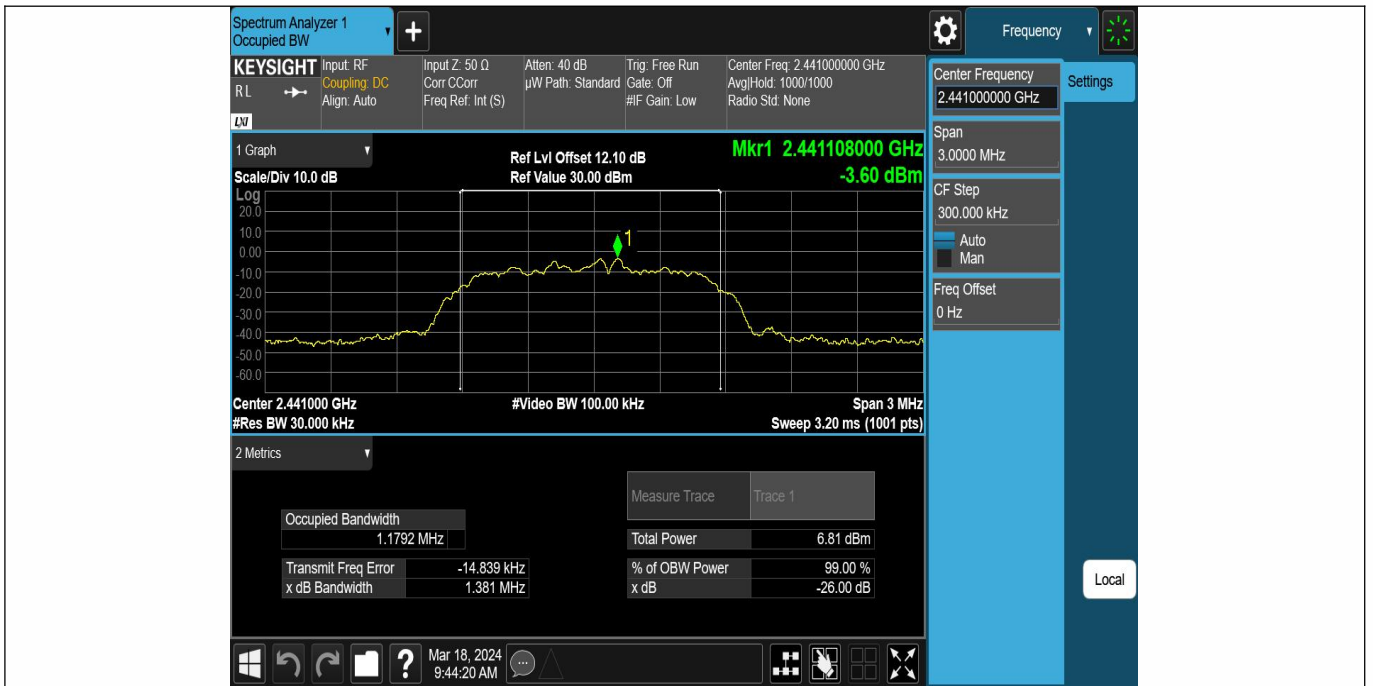 Spectrum Analyzer 1
Occupied BW
+
Frequency
KEYSIGHT
RL
LXI
Input: RF
Coupling: DC
Align: Auto
Input Z: 50 Ω
Corr CCorr
Freq Ref: Int (S)
Atten: 40 dB
µW Path: Standard
Trig: Free Run
Gate: Off
#IF Gain: Low
Center Freq: 2.441000000 GHz
Avg|Hold: 1000/1000
Radio Std: None
Center Frequency
2.441000000 GHz
Settings
Span
3.0000 MHz
CF Step
300.000 kHz
Auto
Man
Freq Offset
0 Hz
Local
1 Graph
Scale/Div 10.0 dB
Ref Lvl Offset 12.10 dB
Ref Value 30.00 dBm
Mkr1 2.441108000 GHz
-3.60 dBm
Log
20.0
10.0
0.00
-10.0
-20.0
-30.0
-40.0
-50.0
-60.0
1
Center 2.441000 GHz
#Video BW 100.00 kHz
Span 3 MHz
#Res BW 30.000 kHz
Sweep 3.20 ms (1001 pts)
2 Metrics
Measure Trace Trace 1
Occupied Bandwidth
1.1792 MHz
Total Power 6.81 dBm
Transmit Freq Error -14.839 kHz
% of OBW Power 99.00 %
x dB Bandwidth 1.381 MHz
x dB -26.00 dB
?
Mar 18, 2024
9:44:20 AM